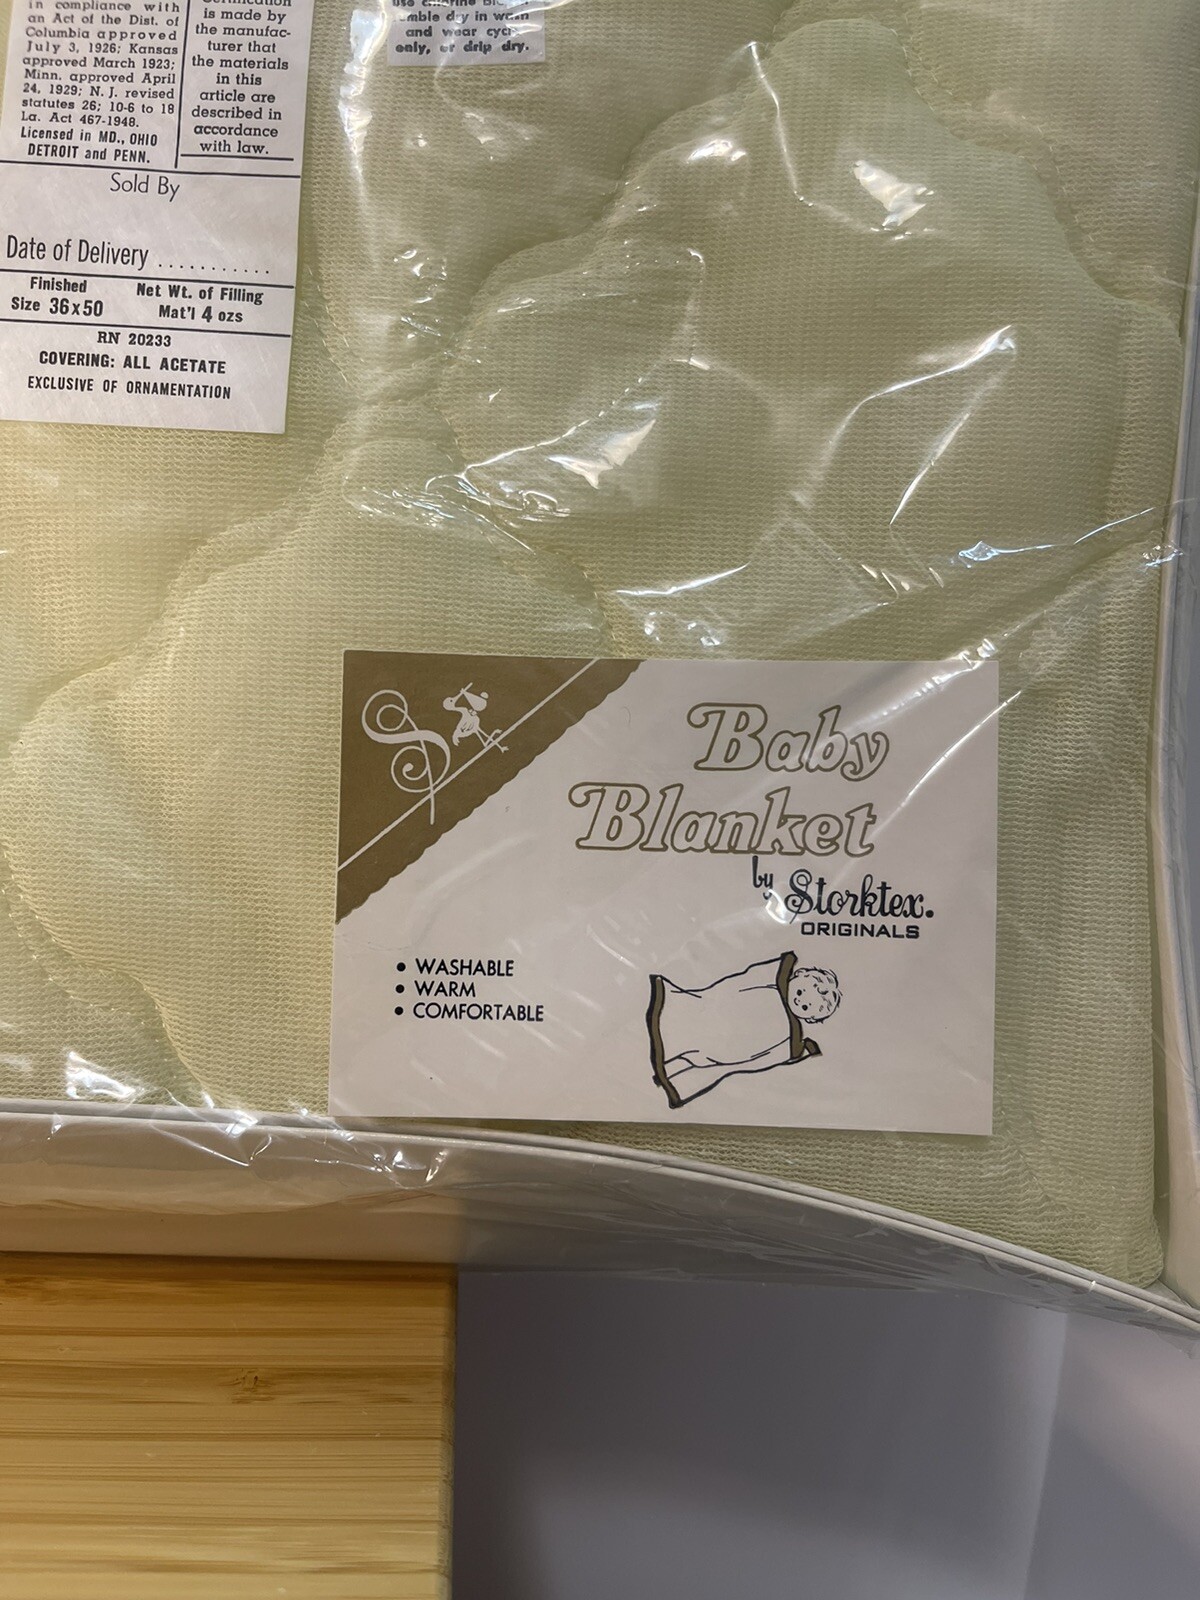 in compliance with
an Act of the Dist. of
Columbia approved
July 3, 1926; Kansas
approved March 1923;
Minn. approved April
24, 1929; N. J. revised
statutes 26; 10-6 to 18
La. Act 467-1948.
Licensed in MD., OHIO
DETROIT and PENN.
is made by
the manufac-
turer that
the materials
in this
article are
described in
accordance
with law.
Sold By
Date of Delivery ...........
Finished
Size 36x50
Net Wt. of Filling
Mat'l 4 ozs
RN 20233
COVERING: ALL ACETATE
EXCLUSIVE OF ORNAMENTATION
dry in wash
and wear
only, or drip dry.
S
Baby
Blanket
by Storktex.
ORIGINALS
• WASHABLE
• WARM
• COMFORTABLE